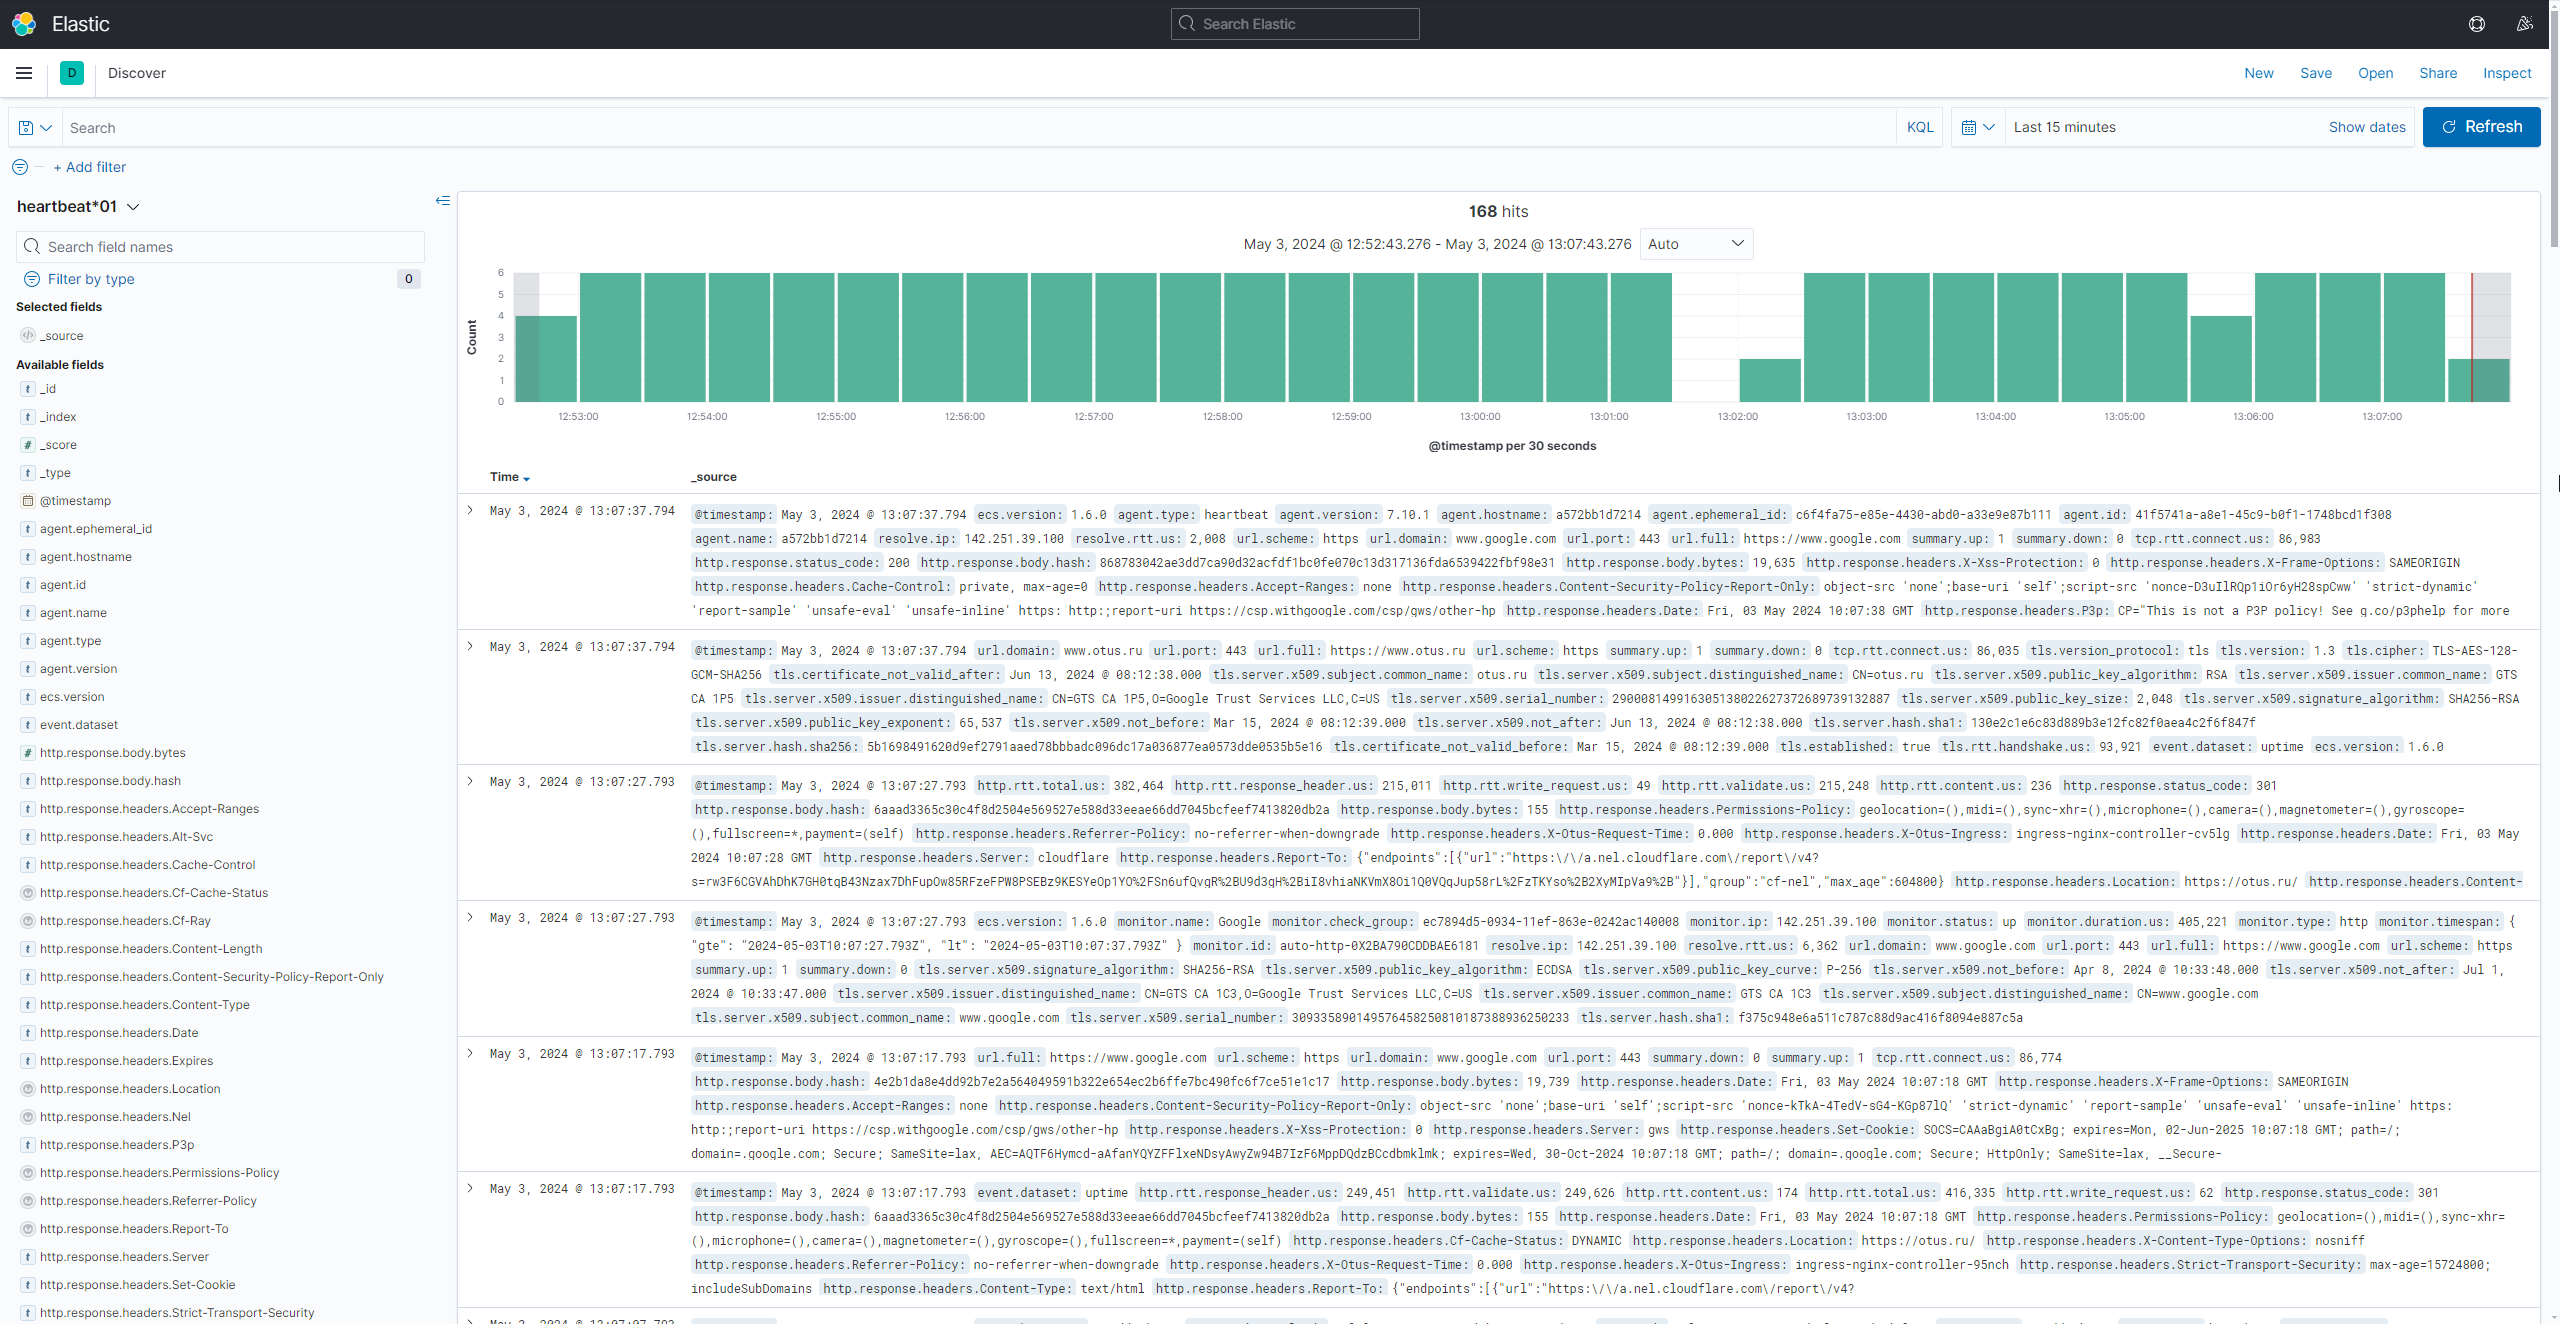 Elastic
Search Elastic
D
Discover
New Save Open Share Inspect
Search
KQL
Last 15 minutes
Show dates
Refresh
+ Add filter
heartbeat*01
Search field names
Filter by type
0
Selected fields
_source
Available fields
t _id
t _index
# _score
t _type
@timestamp
t agent.ephemeral_id
t agent.hostname
t agent.id
t agent.name
t agent.type
t agent.version
t ecs.version
t event.dataset
# http.response.body.bytes
t http.response.body.hash
t http.response.headers.Accept-Ranges
t http.response.headers.Alt-Svc
t http.response.headers.Cache-Control
http.response.headers.Cf-Cache-Status
http.response.headers.Cf-Ray
t http.response.headers.Content-Length
t http.response.headers.Content-Security-Policy-Report-Only
t http.response.headers.Content-Type
t http.response.headers.Date
t http.response.headers.Expires
http.response.headers.Location
http.response.headers.Nel
t http.response.headers.P3p
http.response.headers.Permissions-Policy
http.response.headers.Referrer-Policy
http.response.headers.Report-To
t http.response.headers.Server
t http.response.headers.Set-Cookie
t http.response.headers.Strict-Transport-Security
168 hits
May 3, 2024 @ 12:52:43.276 - May 3, 2024 @ 13:07:43.276
Auto
Count
6
5
4
3
2
1
0
12:53:00 12:54:00 12:55:00 12:56:00 12:57:00 12:58:00 12:59:00 13:00:00 13:01:00 13:02:00 13:03:00 13:04:00 13:05:00 13:06:00 13:07:00
@timestamp per 30 seconds
Time _source
May 3, 2024 @ 13:07:37.794
@timestamp: May 3, 2024 @ 13:07:37.794 ecs.version: 1.6.0 agent.type: heartbeat agent.version: 7.10.1 agent.hostname: a572bb1d7214 agent.ephemeral_id: c6f4fa75-e85e-4430-abd0-a33e9e87b111 agent.id: 41f5741a-a8e1-45c9-b0f1-1748bcd1f308
agent.name: a572bb1d7214 resolve.ip: 142.251.39.100 resolve.rtt.us: 2,008 url.scheme: https url.domain: www.google.com url.port: 443 url.full: https://www.google.com summary.up: 1 summary.down: 0 tcp.rtt.connect.us: 86,983
http.response.status_code: 200 http.response.body.hash: 868783042ae3dd7ca90d32acfdf1bc0fe070c13d317136fda6539422fbf98e31 http.response.body.bytes: 19,635 http.response.headers.X-Xss-Protection: 0 http.response.headers.X-Frame-Options: SAMEORIGIN
http.response.headers.Cache-Control: private, max-age=0 http.response.headers.Accept-Ranges: none http.response.headers.Content-Security-Policy-Report-Only: object-src 'none';base-uri 'self';script-src 'nonce-D3uIlRQp1iOr6yH28spCww' 'strict-dynamic'
'report-sample' 'unsafe-eval' 'unsafe-inline' https: http:;report-uri https://csp.withgoogle.com/csp/gws/other-hp http.response.headers.Date: Fri, 03 May 2024 10:07:38 GMT http.response.headers.P3p: CP="This is not a P3P policy! See g.co/p3phelp for more
May 3, 2024 @ 13:07:37.794
@timestamp: May 3, 2024 @ 13:07:37.794 url.domain: www.otus.ru url.port: 443 url.full: https://www.otus.ru url.scheme: https summary.up: 1 summary.down: 0 tcp.rtt.connect.us: 86,035 tls.version_protocol: tls tls.version: 1.3 tls.cipher: TLS-AES-128-
GCM-SHA256 tls.certificate_not_valid_after: Jun 13, 2024 @ 08:12:38.000 tls.server.x509.subject.common_name: otus.ru tls.server.x509.subject.distinguished_name: CN=otus.ru tls.server.x509.public_key_algorithm: RSA tls.server.x509.issuer.common_name: GTS
CA 1P5 tls.server.x509.issuer.distinguished_name: CN=GTS CA 1P5,O=Google Trust Services LLC,C=US tls.server.x509.serial_number: 290008149916305138022627372689739132887 tls.server.x509.public_key_size: 2,048 tls.server.x509.signature_algorithm: SHA256-RSA
tls.server.x509.public_key_exponent: 65,537 tls.server.x509.not_before: Mar 15, 2024 @ 08:12:39.000 tls.server.x509.not_after: Jun 13, 2024 @ 08:12:38.000 tls.server.hash.sha1: 130e2c1e6c83d889b3e12fc82f0aea4c2f6f847f
tls.server.hash.sha256: 5b1698491620d9ef2791aaed78bbbadc096dc17a036877ea0573dde0535b5e16 tls.certificate_not_valid_before: Mar 15, 2024 @ 08:12:39.000 tls.established: true tls.rtt.handshake.us: 93,921 event.dataset: uptime ecs.version: 1.6.0
May 3, 2024 @ 13:07:27.793
@timestamp: May 3, 2024 @ 13:07:27.793 http.rtt.total.us: 382,464 http.rtt.response_header.us: 215,011 http.rtt.write_request.us: 49 http.rtt.validate.us: 215,248 http.rtt.content.us: 236 http.response.status_code: 301
http.response.body.hash: 6aaad3365c30c4f8d2504e569527e588d33eeae66dd7045bcfeef7413820db2a http.response.body.bytes: 155 http.response.headers.Permissions-Policy: geolocation=(),midi=(),sync-xhr=(),microphone=(),camera=(),magnetometer=(),gyroscope=
(),fullscreen=*,payment=(self) http.response.headers.Referrer-Policy: no-referrer-when-downgrade http.response.headers.X-Otus-Request-Time: 0.000 http.response.headers.X-Otus-Ingress: ingress-nginx-controller-cv5lg http.response.headers.Date: Fri, 03 May
2024 10:07:28 GMT http.response.headers.Server: cloudflare http.response.headers.Report-To: {"endpoints":[{"url":"https:\/\/a.nel.cloudflare.com\/report\/v4?
s=rw3F6CGVAhDhK7GH0tqB43Nzax7DhFupOw85RFzeFPW8PSEBz9KESYeOp1YO%2FSn6ufQvgR%2BU9d3gH%2BiI8vhiaNKVmX8Oi1Q0VQqJup58rL%2FzTKYso%2B2XyMIpVa9%2B"}],"group":"cf-nel","max_age":604800} http.response.headers.Location: https://otus.ru/ http.response.headers.Content-
May 3, 2024 @ 13:07:27.793
@timestamp: May 3, 2024 @ 13:07:27.793 ecs.version: 1.6.0 monitor.name: Google monitor.check_group: ec7894d5-0934-11ef-863e-0242ac140008 monitor.ip: 142.251.39.100 monitor.status: up monitor.duration.us: 405,221 monitor.type: http monitor.timespan: {
"gte": "2024-05-03T10:07:27.793Z", "lt": "2024-05-03T10:07:37.793Z" } monitor.id: auto-http-0X2BA790CDDBAE6181 resolve.ip: 142.251.39.100 resolve.rtt.us: 6,362 url.domain: www.google.com url.port: 443 url.full: https://www.google.com url.scheme: https
summary.up: 1 summary.down: 0 tls.server.x509.signature_algorithm: SHA256-RSA tls.server.x509.public_key_algorithm: ECDSA tls.server.x509.public_key_curve: P-256 tls.server.x509.not_before: Apr 8, 2024 @ 10:33:48.000 tls.server.x509.not_after: Jul 1,
2024 @ 10:33:47.000 tls.server.x509.issuer.distinguished_name: CN=GTS CA 1C3,O=Google Trust Services LLC,C=US tls.server.x509.issuer.common_name: GTS CA 1C3 tls.server.x509.subject.distinguished_name: CN=www.google.com
tls.server.x509.subject.common_name: www.google.com tls.server.x509.serial_number: 309335890149576458250810187388936250233 tls.server.hash.sha1: f375c948e6a511c787c88d9ac416f8094e887c5a
May 3, 2024 @ 13:07:17.793
@timestamp: May 3, 2024 @ 13:07:17.793 url.full: https://www.google.com url.scheme: https url.domain: www.google.com url.port: 443 summary.down: 0 summary.up: 1 tcp.rtt.connect.us: 86,774
http.response.body.hash: 4e2b1da8e4dd92b7e2a564049591b322e654ec2b6ffe7bc490fc6f7ce51e1c17 http.response.body.bytes: 19,739 http.response.headers.Date: Fri, 03 May 2024 10:07:18 GMT http.response.headers.X-Frame-Options: SAMEORIGIN
http.response.headers.Accept-Ranges: none http.response.headers.Content-Security-Policy-Report-Only: object-src 'none';base-uri 'self';script-src 'nonce-kTkA-4TedV-sG4-KGp87lQ' 'strict-dynamic' 'report-sample' 'unsafe-eval' 'unsafe-inline' https:
http:;report-uri https://csp.withgoogle.com/csp/gws/other-hp http.response.headers.X-Xss-Protection: 0 http.response.headers.Server: gws http.response.headers.Set-Cookie: SOCS=CAAaBgiA0tCxBg; expires=Mon, 02-Jun-2025 10:07:18 GMT; path=/;
domain=.google.com; Secure; SameSite=lax, AEC=AQTF6Hymcd-aAfanYQYZFFlxeNDsyAwyZw94B7IzF6MppDQdzBCcdbmklmk; expires=Wed, 30-Oct-2024 10:07:18 GMT; path=/; domain=.google.com; Secure; HttpOnly; SameSite=lax, __Secure-
May 3, 2024 @ 13:07:17.793
@timestamp: May 3, 2024 @ 13:07:17.793 event.dataset: uptime http.rtt.response_header.us: 249,451 http.rtt.validate.us: 249,626 http.rtt.content.us: 174 http.rtt.total.us: 416,335 http.rtt.write_request.us: 62 http.response.status_code: 301
http.response.body.hash: 6aaad3365c30c4f8d2504e569527e588d33eeae66dd7045bcfeef7413820db2a http.response.body.bytes: 155 http.response.headers.Date: Fri, 03 May 2024 10:07:18 GMT http.response.headers.Permissions-Policy: geolocation=(),midi=(),sync-xhr=
(),microphone=(),camera=(),magnetometer=(),gyroscope=(),fullscreen=*,payment=(self) http.response.headers.Cf-Cache-Status: DYNAMIC http.response.headers.Location: https://otus.ru/ http.response.headers.X-Content-Type-Options: nosniff
http.response.headers.Referrer-Policy: no-referrer-when-downgrade http.response.headers.X-Otus-Request-Time: 0.000 http.response.headers.X-Otus-Ingress: ingress-nginx-controller-95nch http.response.headers.Strict-Transport-Security: max-age=15724800;
includeSubDomains http.response.headers.Content-Type: text/html http.response.headers.Report-To: {"endpoints":[{"url":"https:\/\/a.nel.cloudflare.com\/report\/v4?